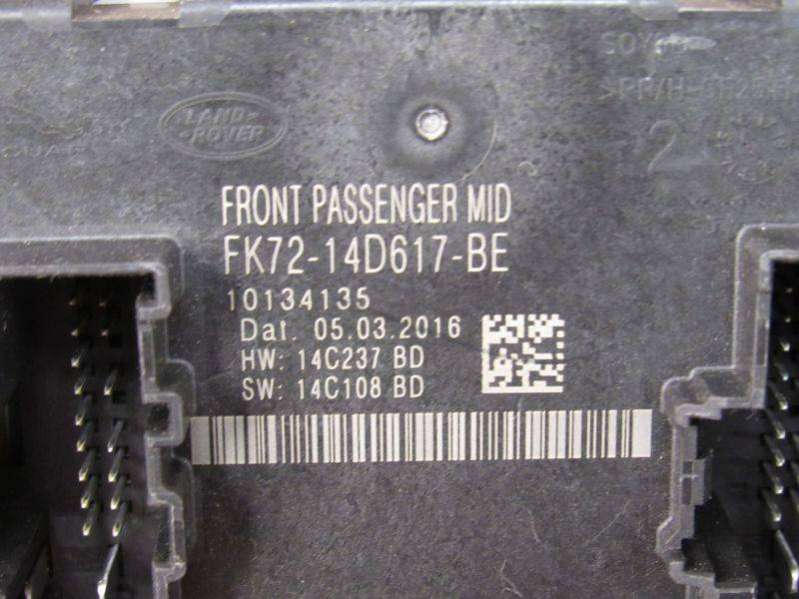 LAND-
-ROVER
FRONT PASSENGER MID
FK72-14D617-BE
10134135
Dat. 05.03.2016
HW: 14C237 BD
SW: 14C108 BD
2